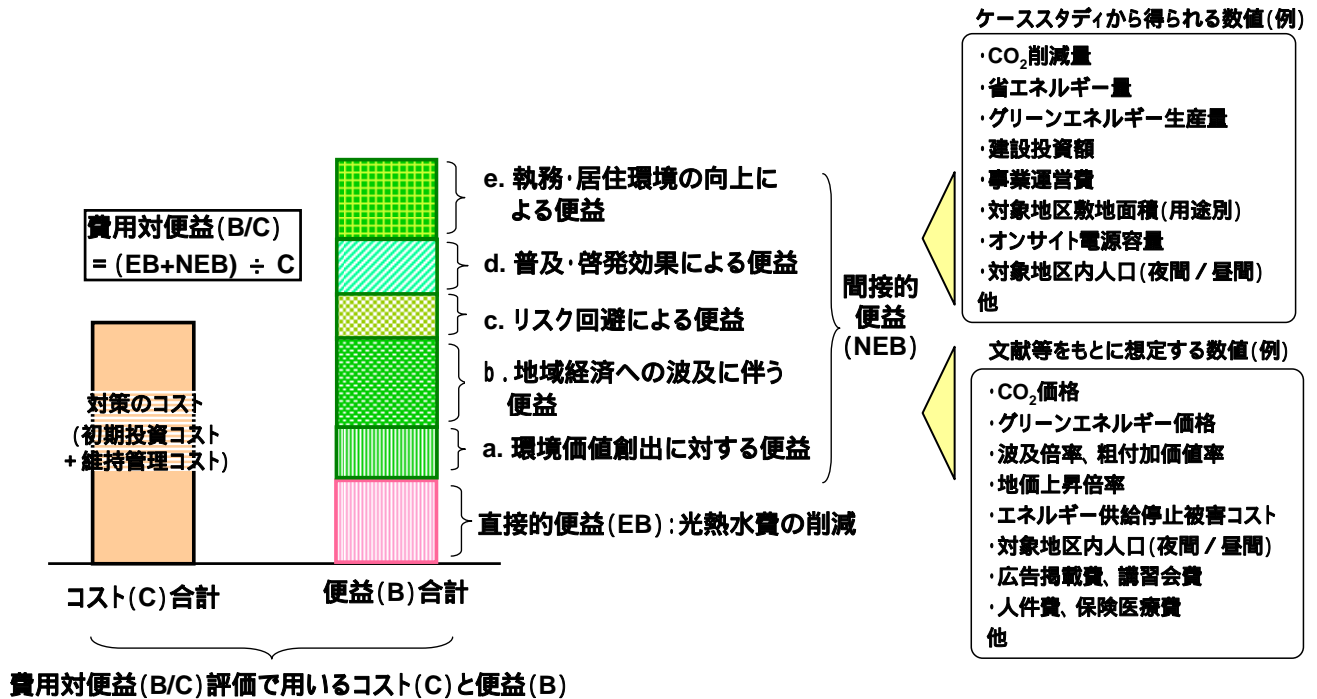 ケーススタディから得られる数値(例)
・CO2削減量
・省エネルギー量
・グリーンエネルギー生産量
・建設投資額
・事業運営費
・対象地区敷地面積(用途別)
・オンサイト電源容量
・対象地区内人口(夜間/昼間)
他
e. 執務・居住環境の向上に
よる便益
費用対便益(B/C)
= (EB+NEB) ÷ C
d. 普及・啓発効果による便益
間接的
便益
(NEB)
c. リスク回避による便益
文献等をもとに想定する数値(例)
b. 地域経済への波及に伴う
便益
・CO2価格
・グリーンエネルギー価格
・波及倍率、粗付加価値率
・地価上昇倍率
・エネルギー供給停止被害コスト
・対象地区内人口(夜間/昼間)
・広告掲載費、講習会費
・人件費、保険医療費
他
対策のコスト
(初期投資コスト
+維持管理コスト)
a. 環境価値創出に対する便益
直接的便益(EB):光熱水費の削減
コスト(C)合計
便益(B)合計
費用対便益(B/C)評価で用いるコスト(C)と便益(B)